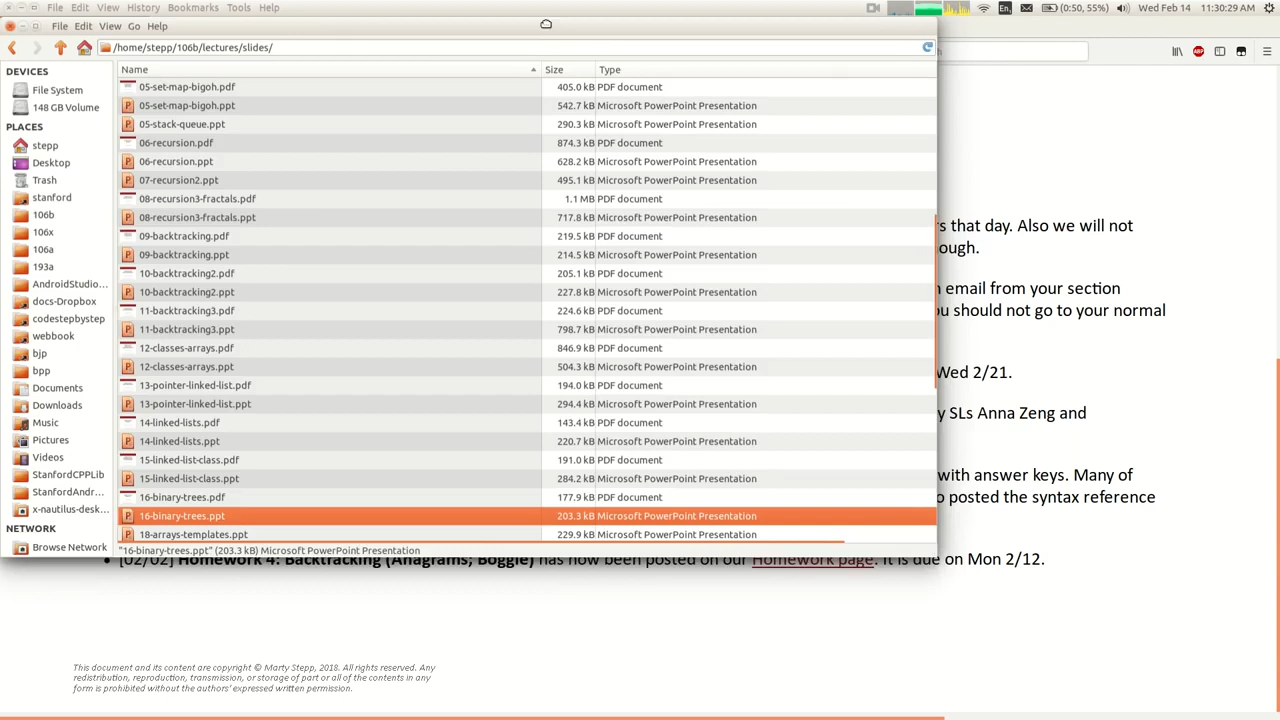 File Edit View History Bookmarks Tools Help
En
(0:50, 55%) Wed Feb 14 11:30:29 AM
File Edit View Go Help
/home/stepp/106b/lectures/slides/
DEVICES
File System
148 GB Volume
PLACES
stepp
Desktop
Trash
stanford
106b
106x
106a
193a
AndroidStudio...
docs-Dropbox
codestepbystep
webbook
bjp
bpp
Documents
Downloads
Music
Pictures
Videos
StanfordCPPLib
StanfordAndr...
x-nautilus-desk...
NETWORK
Browse Network
Name Size Type
05-set-map-bigoh.pdf 405.0 kB PDF document
05-set-map-bigoh.ppt 542.7 kB Microsoft PowerPoint Presentation
05-stack-queue.ppt 290.3 kB Microsoft PowerPoint Presentation
06-recursion.pdf 874.3 kB PDF document
06-recursion.ppt 628.2 kB Microsoft PowerPoint Presentation
07-recursion2.ppt 495.1 kB Microsoft PowerPoint Presentation
08-recursion3-fractals.pdf 1.1 MB PDF document
08-recursion3-fractals.ppt 717.8 kB Microsoft PowerPoint Presentation
09-backtracking.pdf 219.5 kB PDF document
09-backtracking.ppt 214.5 kB Microsoft PowerPoint Presentation
10-backtracking2.pdf 205.1 kB PDF document
10-backtracking2.ppt 227.8 kB Microsoft PowerPoint Presentation
11-backtracking3.pdf 224.6 kB PDF document
11-backtracking3.ppt 798.7 kB Microsoft PowerPoint Presentation
12-classes-arrays.pdf 846.9 kB PDF document
12-classes-arrays.ppt 504.3 kB Microsoft PowerPoint Presentation
13-pointer-linked-list.pdf 194.0 kB PDF document
13-pointer-linked-list.ppt 294.4 kB Microsoft PowerPoint Presentation
14-linked-lists.pdf 143.4 kB PDF document
14-linked-lists.ppt 220.7 kB Microsoft PowerPoint Presentation
15-linked-list-class.pdf 191.0 kB PDF document
15-linked-list-class.ppt 284.2 kB Microsoft PowerPoint Presentation
16-binary-trees.pdf 177.9 kB PDF document
16-binary-trees.ppt 203.3 kB Microsoft PowerPoint Presentation
18-arrays-templates.ppt 229.9 kB Microsoft PowerPoint Presentation
"16-binary-trees.ppt" (203.3 kB) Microsoft PowerPoint Presentation
s that day. Also we will not
ough.
email from your section
ou should not go to your normal
Wed 2/21.
y SLs Anna Zeng and
with answer keys. Many of
o posted the syntax reference
[02/02] Homework 4: Backtracking (Anagrams, Boggle) has now been posted on our Homework page. It is due on Mon 2/12.
This document and its content are copyright © Marty Stepp, 2018. All rights reserved. Any
redistribution, reproduction, transmission, or storage of part or all of the contents in any
form is prohibited without the authors' expressed written permission.